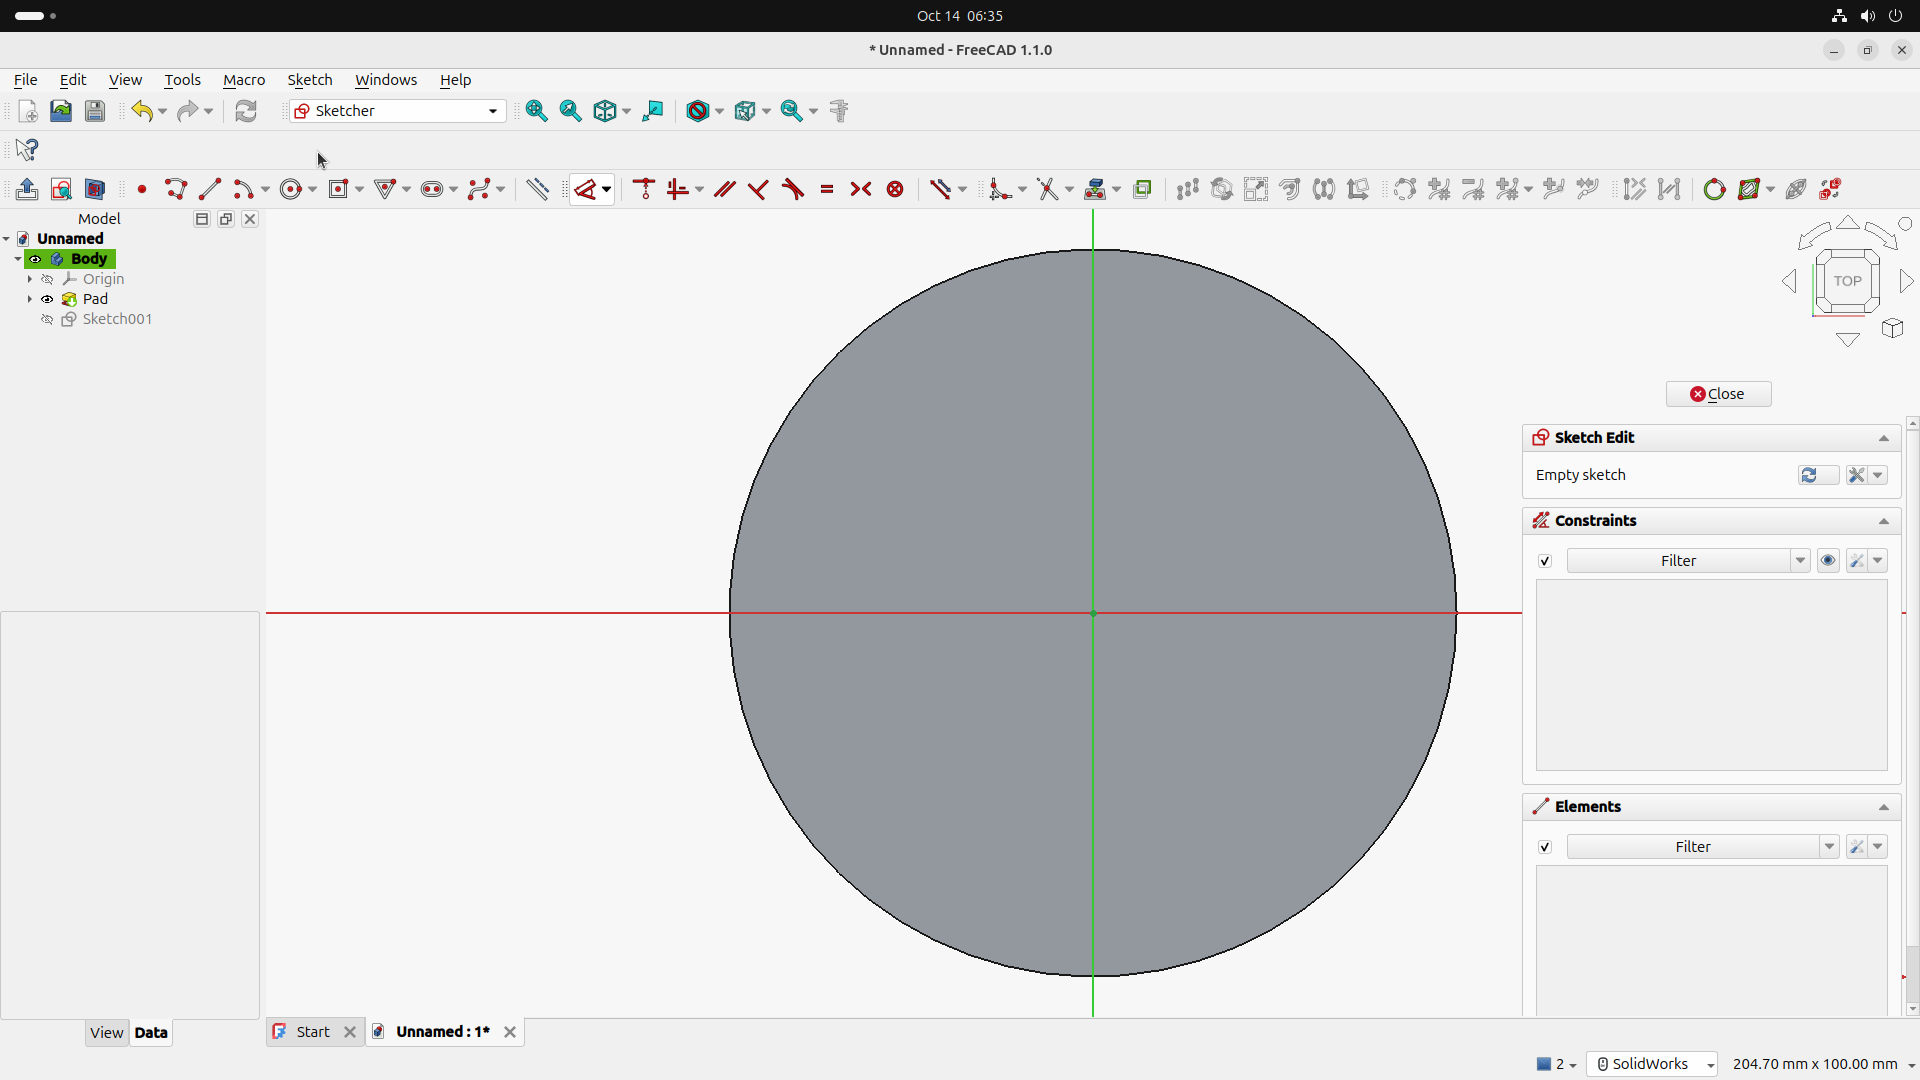 Oct 14 06:35
* Unnamed - FreeCAD 1.1.0
File Edit View Tools Macro Sketch Windows Help
Sketcher
Model
Unnamed
Body
Origin
Pad
Sketch001
TOP
Close
Sketch Edit
Empty sketch
Constraints
Filter
Elements
Filter
View Data
Start Unnamed : 1*
2 SolidWorks 204.70 mm x 100.00 mm